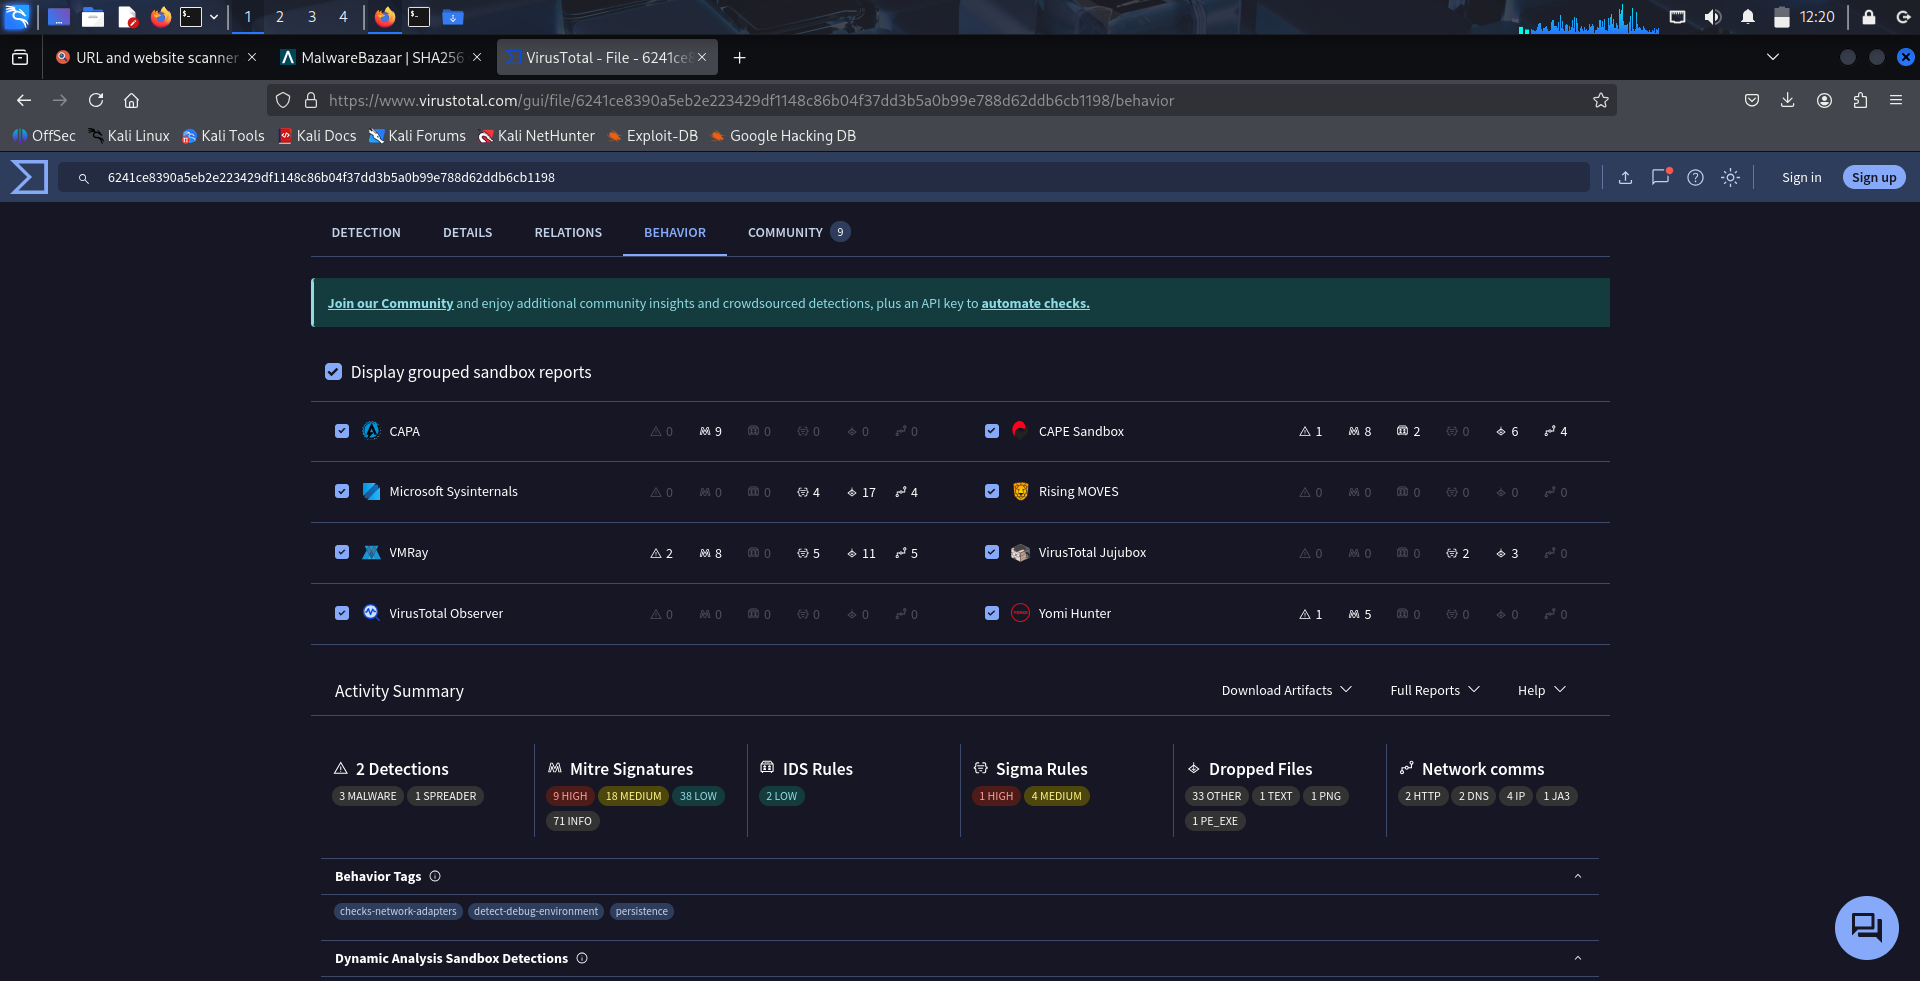 1 2 3 4 12:20
URL and website scanner
MalwareBazaar | SHA256
VirusTotal - File - 6241ce8
https://www.virustotal.com/gui/file/6241ce8390a5eb2e223429df1148c86b04f37dd3b5a0b99e788d62ddb6cb1198/behavior
OffSec Kali Linux Kali Tools Kali Docs Kali Forums Kali NetHunter Exploit-DB Google Hacking DB
6241ce8390a5eb2e223429df1148c86b04f37dd3b5a0b99e788d62ddb6cb1198 Sign in Sign up
DETECTION DETAILS RELATIONS BEHAVIOR COMMUNITY 9
Join our Community and enjoy additional community insights and crowdsourced detections, plus an API key to automate checks.
Display grouped sandbox reports
CAPA 0 9 0 0 0 0
CAPE Sandbox 1 8 2 0 6 4
Microsoft Sysinternals 0 0 0 4 17 4
Rising MOVES 0 0 0 0 0 0
VMRay 2 8 0 5 11 5
VirusTotal Jujubox 0 0 0 2 3 0
VirusTotal Observer 0 0 0 0 0 0
Yomi Hunter 1 5 0 0 0 0
Activity Summary Download Artifacts Full Reports Help
2 Detections
3 MALWARE 1 SPREADER
Mitre Signatures
9 HIGH 18 MEDIUM 38 LOW
71 INFO
IDS Rules
2 LOW
Sigma Rules
1 HIGH 4 MEDIUM
Dropped Files
33 OTHER 1 TEXT 1 PNG
1 PE_EXE
Network comms
2 HTTP 2 DNS 4 IP 1 JA3
Behavior Tags
checks-network-adapters detect-debug-environment persistence
Dynamic Analysis Sandbox Detections